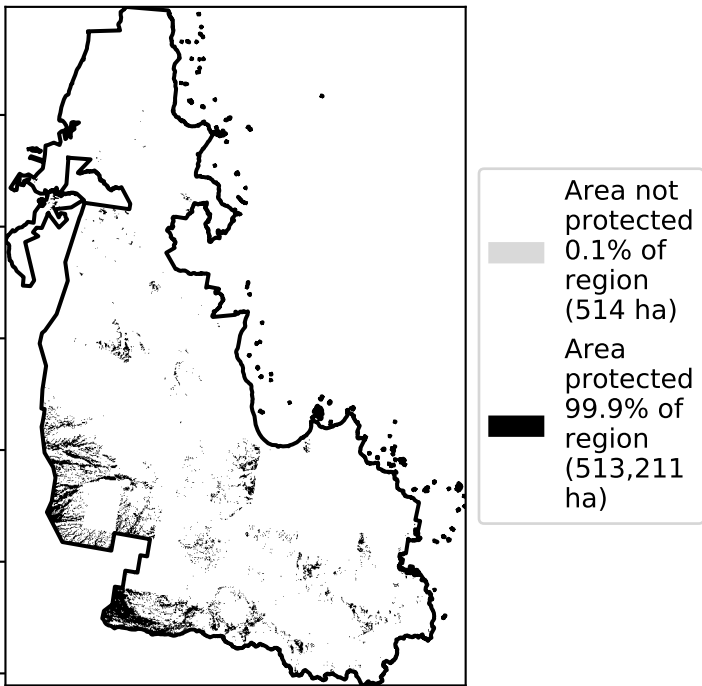 Area not
protected
0.1% of
region
(514 ha)
Area
protected
99.9% of
region
(513,211
ha)